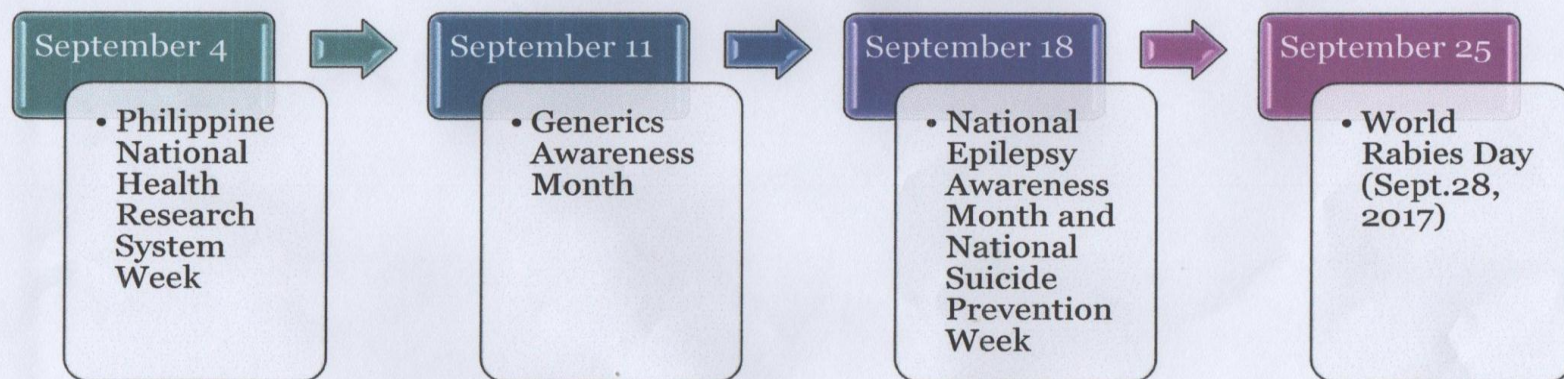 September 4
• Philippine
National
Health
Research
System
Week
September 11
• Generics
Awareness
Month
September 18
• National
Epilepsy
Awareness
Month and
National
Suicide
Prevention
Week
September 25
• World
Rabies Day
(Sept.28,
2017)